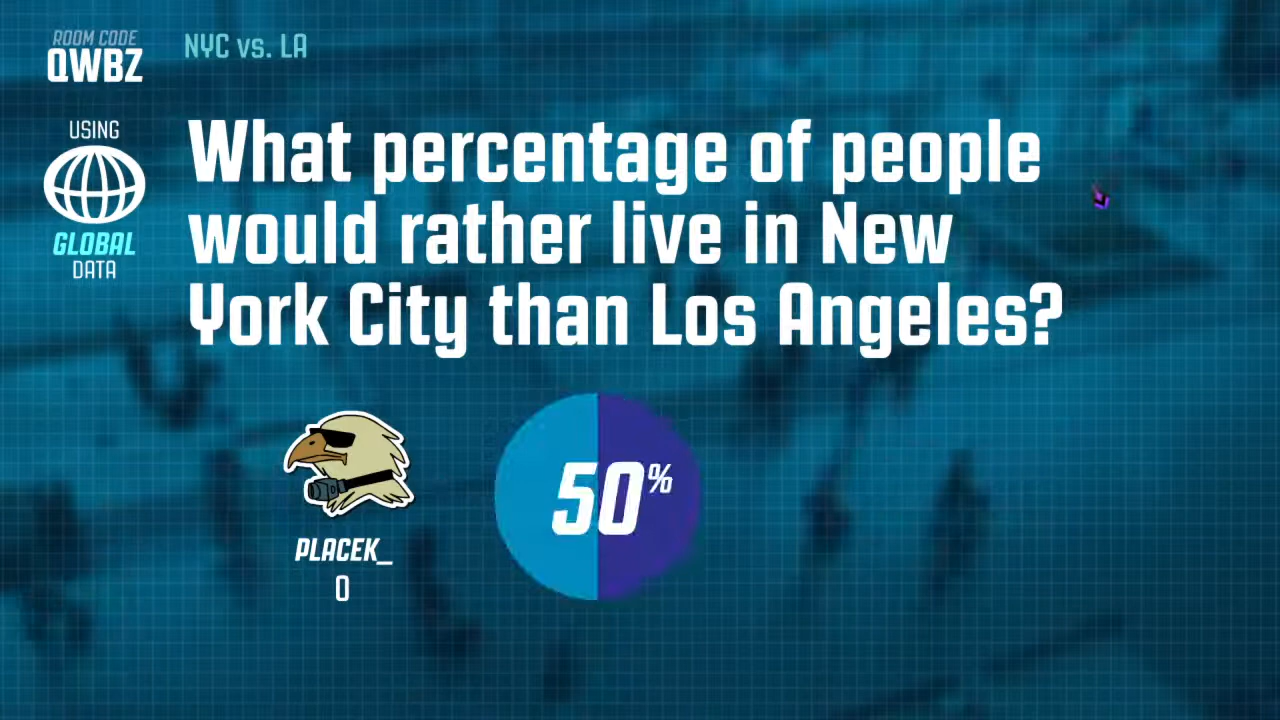 ROOM CODE
QWBZ
NYC vs. LA
USING
GLOBAL
DATA
What percentage of people
would rather live in New
York City than Los Angeles?
50%
PLACEK_
0